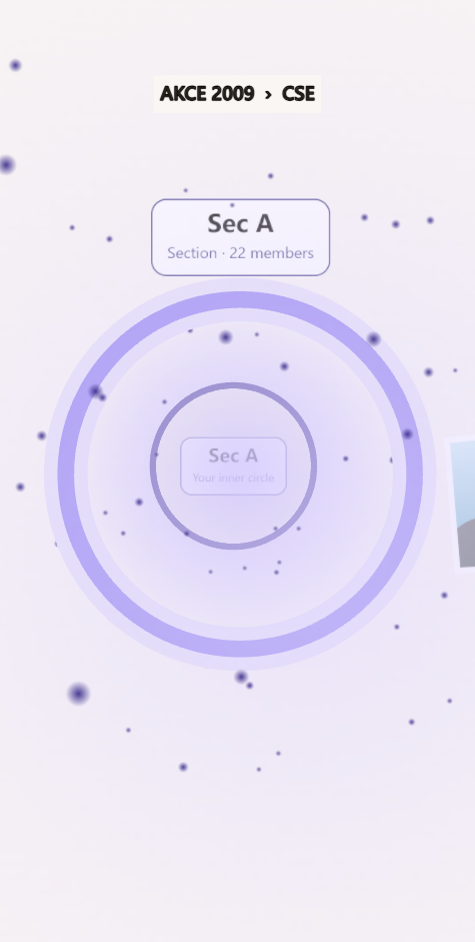 AKCE 2009 › CSE
Sec A
Section · 22 members
Sec A
Your inner circle